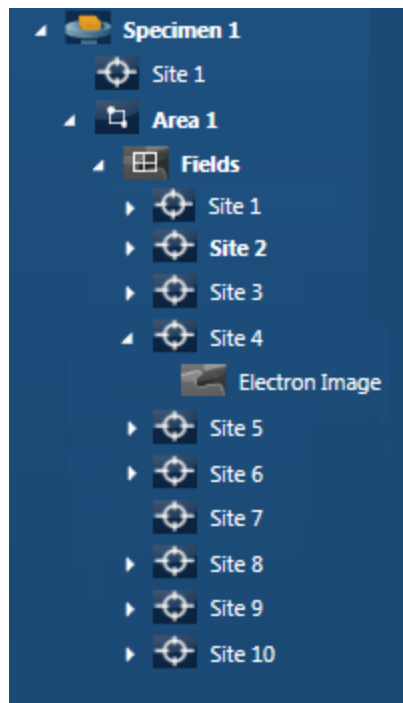 Specimen 1
Site 1
Area 1
Fields
Site 1
Site 2
Site 3
Site 4
Electron Image
Site 5
Site 6
Site 7
Site 8
Site 9
Site 10